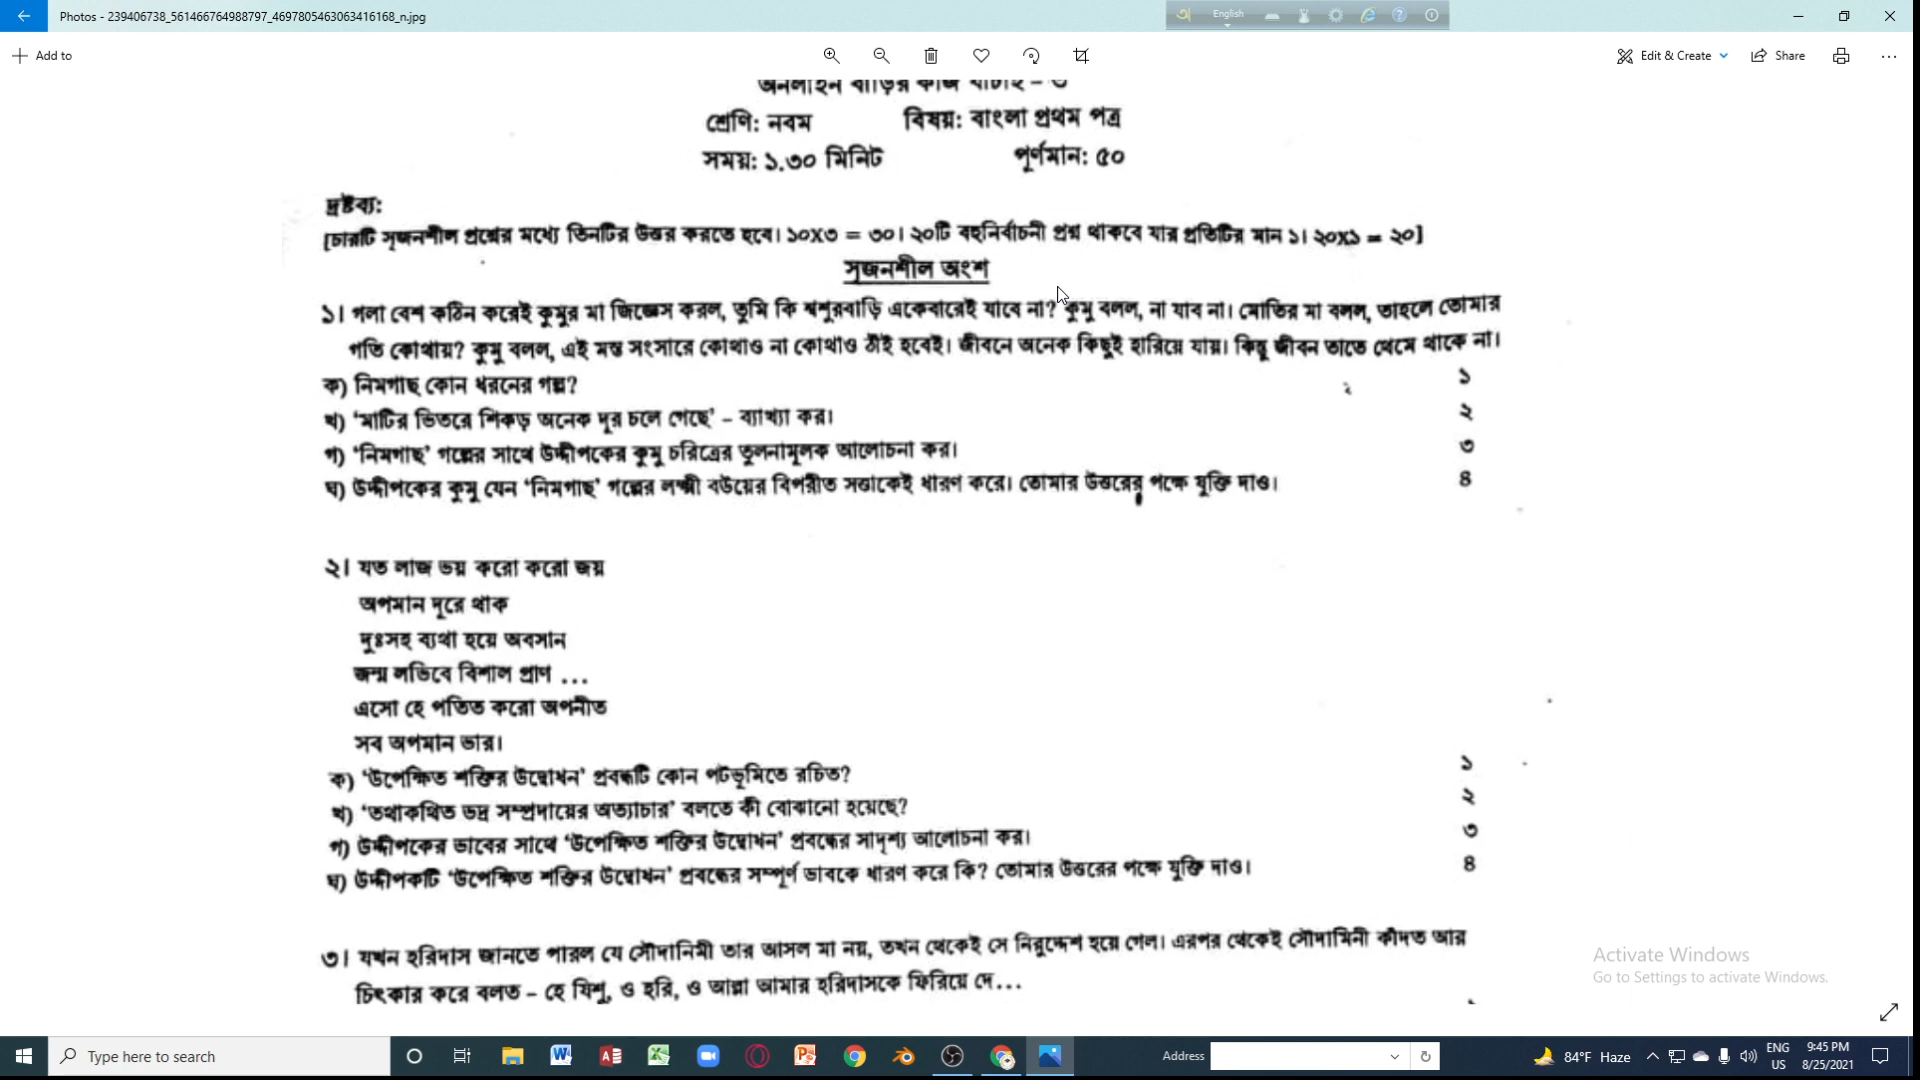 Photos - 239406738_561466764988797_4697805463063416168_n.jpg
English
Add to
Edit & Create
Share
অনলাইন বাড়ির কাজ যাচাই – ৩
শ্রেণি: নবম বিষয়: বাংলা প্রথম পত্র
সময়: ১.৩০ মিনিট পূর্ণমান: ৫০
দ্রষ্টব্য:
[চারটি সৃজনশীল প্রশ্নের মধ্যে তিনটির উত্তর করতে হবে। ১০X৩ = ৩০। ২০টি বহুনির্বাচনী প্রশ্ন থাকবে যার প্রতিটির মান ১। ২০X১ = ২০]
সৃজনশীল অংশ
১। গলা বেশ কঠিন করেই কুমুর মা জিজ্ঞেস করল, তুমি কি শ্বশুরবাড়ি একেবারেই যাবে না? কুমু বলল, না যাব না। মোতির মা বলল, তাহলে তোমার
গতি কোথায়? কুমু বলল, এই মস্ত সংসারে কোথাও না কোথাও ঠাঁই হবেই। জীবনে অনেক কিছুই হারিয়ে যায়। কিন্তু জীবন তাতে থেমে থাকে না।
ক) নিমগাছ কোন ধরনের গল্প? ১
খ) ‘মাটির ভিতরে শিকড় অনেক দূর চলে গেছে’ – ব্যাখ্যা কর। ২
গ) ‘নিমগাছ’ গল্পের সাথে উদ্দীপকের কুমু চরিত্রের তুলনামূলক আলোচনা কর। ৩
ঘ) উদ্দীপকের কুমু যেন ‘নিমগাছ’ গল্পের লক্ষ্মী বউয়ের বিপরীত সত্তাকেই ধারণ করে। তোমার উত্তরের পক্ষে যুক্তি দাও। ৪
২। যত লাজ ভয় করো করো জয়
অপমান দূরে থাক
দুঃসহ ব্যথা হয়ে অবসান
জন্ম লভিবে বিশাল প্রাণ ...
এসো হে পতিত করো অপনীত
সব অপমান ভার।
ক) ‘উপেক্ষিত শক্তির উদ্বোধন’ প্রবন্ধটি কোন পটভূমিতে রচিত? ১
খ) ‘তথাকথিত ভদ্র সম্প্রদায়ের অত্যাচার’ বলতে কী বোঝানো হয়েছে? ২
গ) উদ্দীপকের ভাবের সাথে ‘উপেক্ষিত শক্তির উদ্বোধন’ প্রবন্ধের সাদৃশ্য আলোচনা কর। ৩
ঘ) উদ্দীপকটি ‘উপেক্ষিত শক্তির উদ্বোধন’ প্রবন্ধের সম্পূর্ণ ভাবকে ধারণ করে কি? তোমার উত্তরের পক্ষে যুক্তি দাও। ৪
৩। যখন হরিদাস জানতে পারল যে সৌদানিমী তার আসল মা নয়, তখন থেকেই সে নিরুদ্দেশ হয়ে গেল। এরপর থেকেই সৌদামিনী কাঁদত আর
চিৎকার করে বলত – হে যিশু, ও হরি, ও আল্লা আমার হরিদাসকে ফিরিয়ে দে...
Activate Windows
Go to Settings to activate Windows.
Type here to search
Address
84°F Haze
ENG
US
9:45 PM
8/25/2021